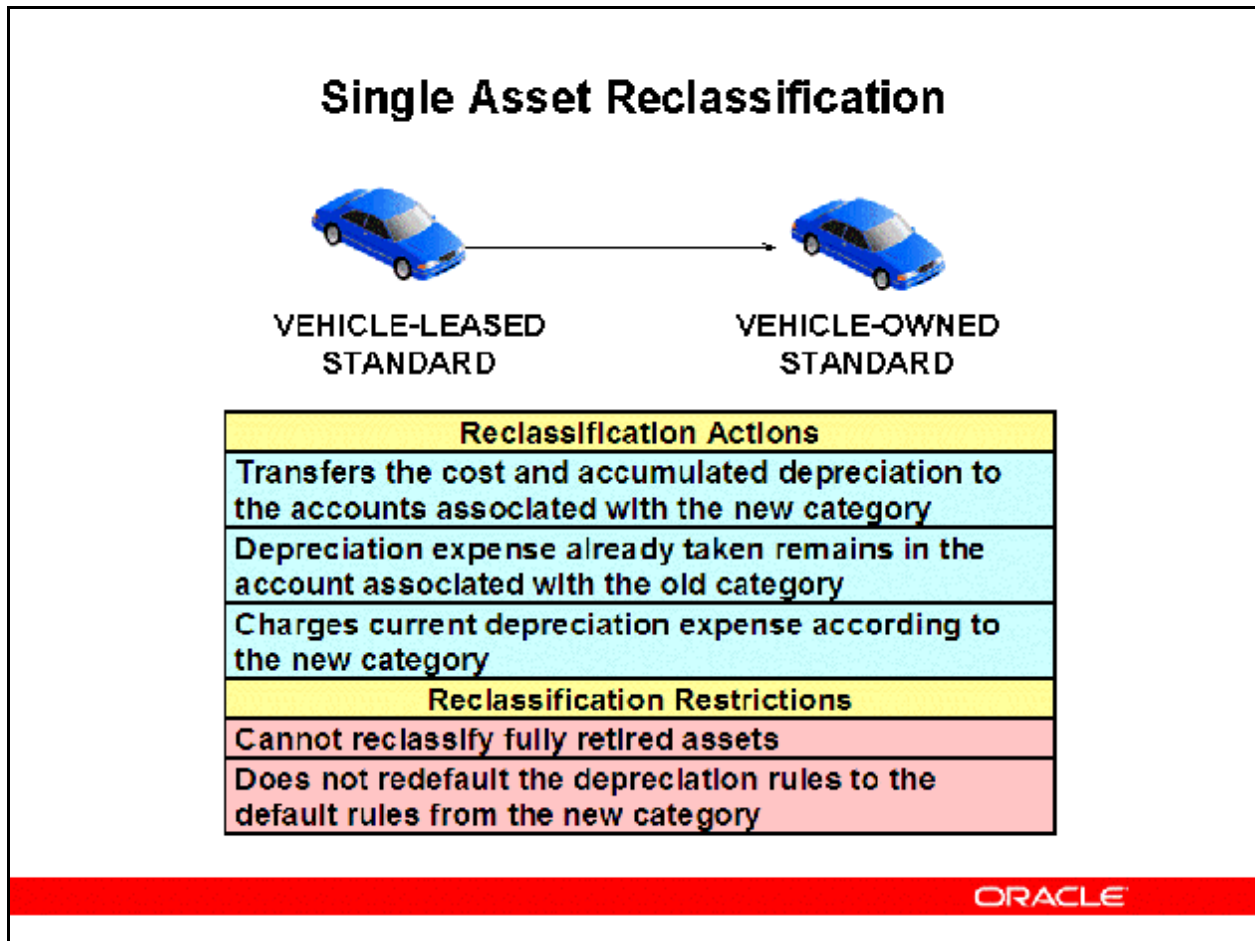 Single Asset Reclassification
VEHICLE-LEASED
STANDARD
VEHICLE-OWNED
STANDARD
Reclassification Actions
Transfers the cost and accumulated depreciation to
the accounts associated with the new category
Depreciation expense already taken remains in the
account associated with the old category
Charges current depreciation expense according to
the new category
Reclassification Restrictions
Cannot reclassify fully retired assets
Does not redefault the depreciation rules to the
default rules from the new category
ORACLE